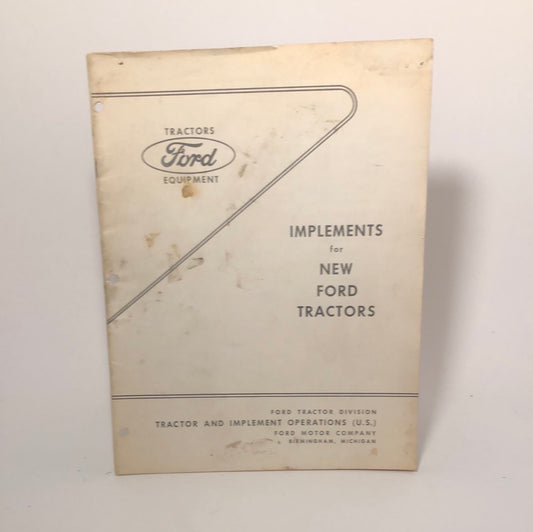 TRACTORS
Ford
EQUIPMENT
IMPLEMENTS
for
NEW
FORD
TRACTORS
FORD TRACTOR DIVISION
TRACTOR AND IMPLEMENT OPERATIONS (U.S.)
FORD MOTOR COMPANY
BIRMINGHAM, MICHIGAN